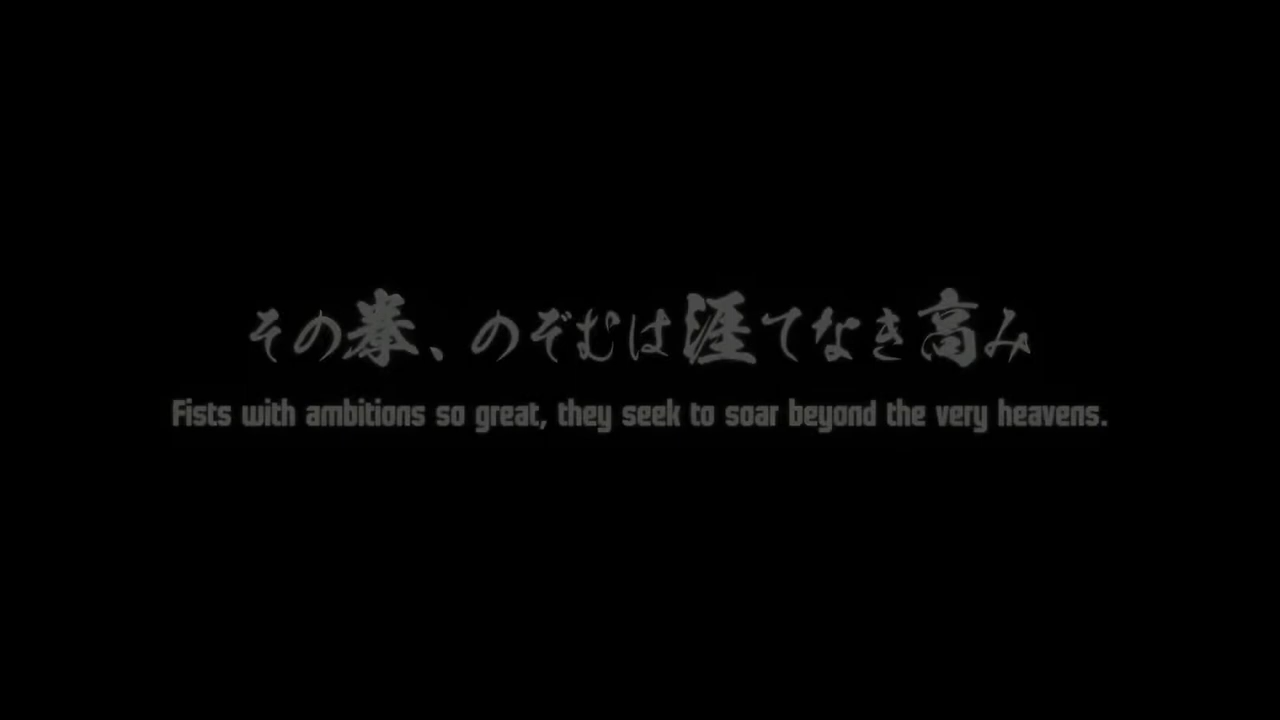 その拳、のぞむは涯てなき高み
Fists with ambitions so great, they seek to soar beyond the very heavens.